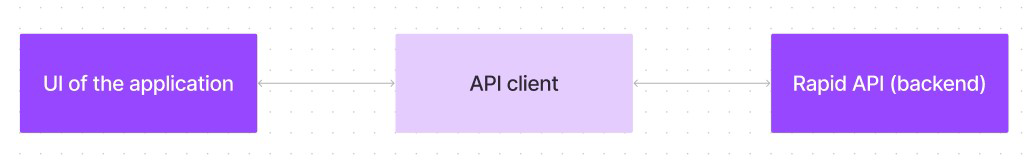 UI of the application
API client
Rapid API (backend)